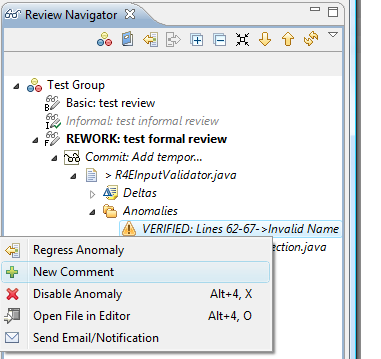 Review Navigator
Test Group
B Basic: test review
I Informal: test informal review
F REWORK: test formal review
Commit: Add tempor...
> R4EInputValidator.java
Deltas
Anomalies
VERIFIED: Lines 62-67->Invalid Name
ection.java
Regress Anomaly
New Comment
Disable Anomaly Alt+4, X
Open File in Editor Alt+4, O
Send Email/Notification